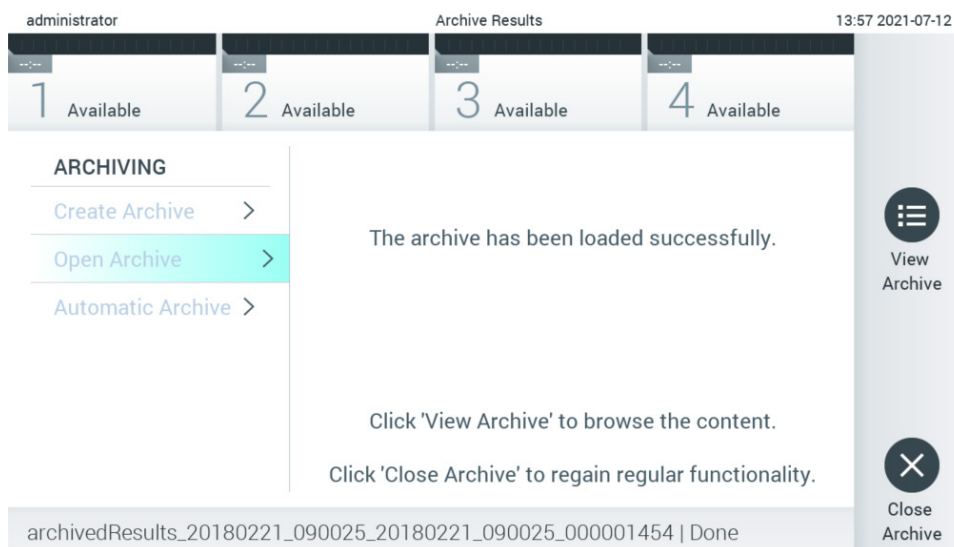 administrator Archive Results 13:57 2021-07-12
--:-- --:-- --:-- --:--
1 Available 2 Available 3 Available 4 Available
ARCHIVING
Create Archive >
Open Archive >
Automatic Archive >
The archive has been loaded successfully.
Click 'View Archive' to browse the content.
Click 'Close Archive' to regain regular functionality.
View
Archive
Close
Archive
archivedResults_20180221_090025_20180221_090025_000001454 | Done